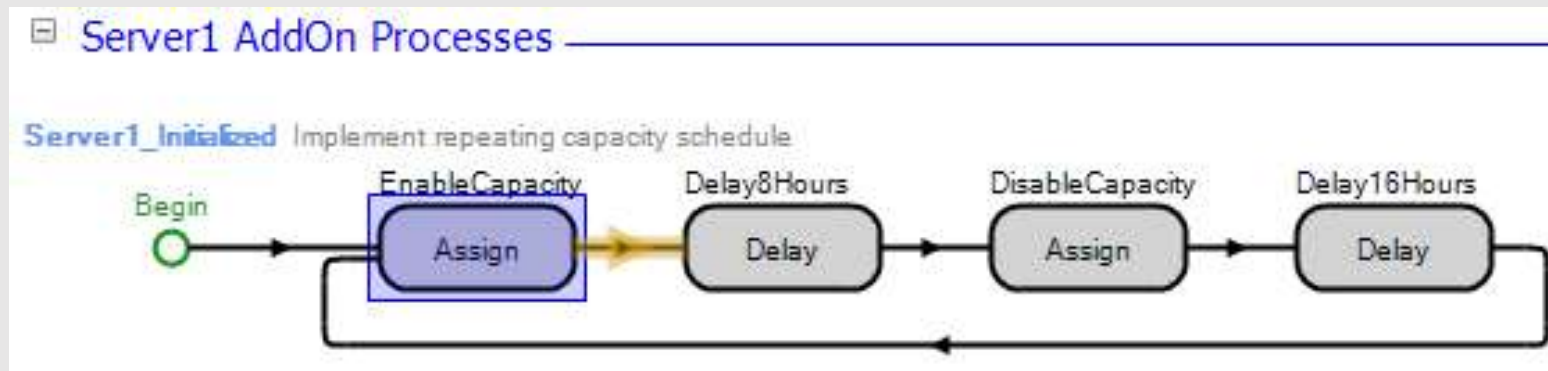 Server1 AddOn Processes
Server1_Initialized Implement repeating capacity schedule
EnableCapacity Delay8Hours DisableCapacity Delay16Hours
Begin
Assign Delay Assign Delay